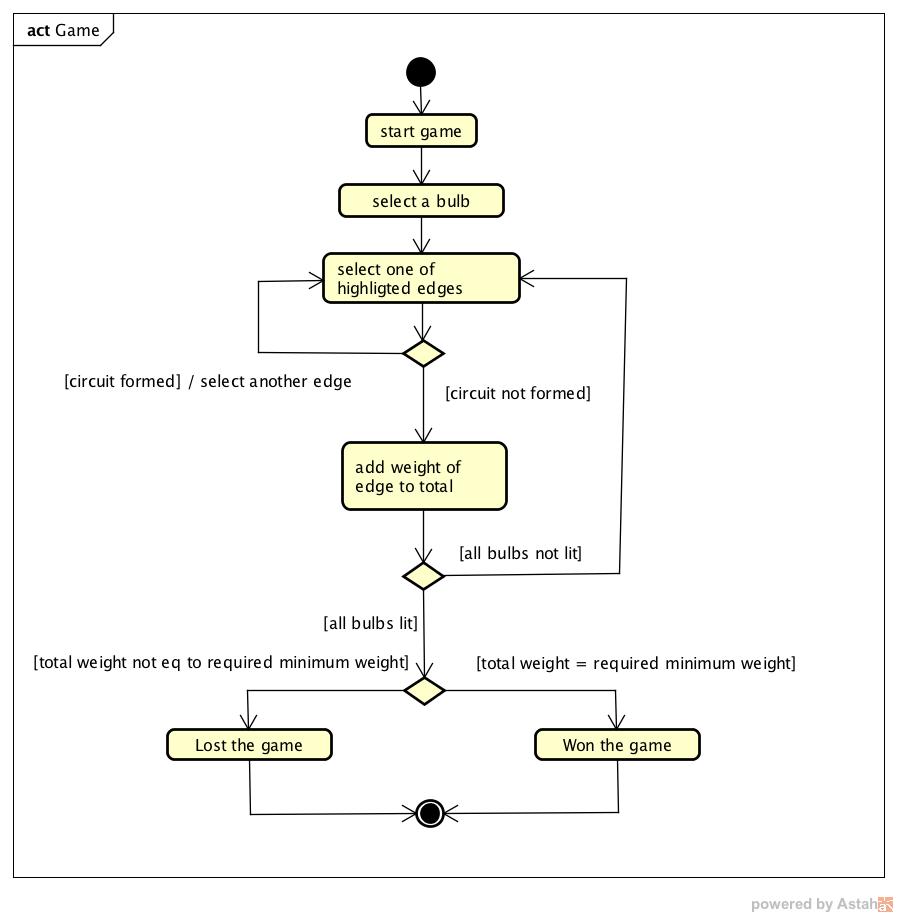 act Game
start game
select a bulb
select one of
highligted edges
[circuit formed] / select another edge
[circuit not formed]
add weight of
edge to total
[all bulbs not lit]
[all bulbs lit]
[total weight not eq to required minimum weight]
[total weight = required minimum weight]
Lost the game
Won the game
powered by Astah